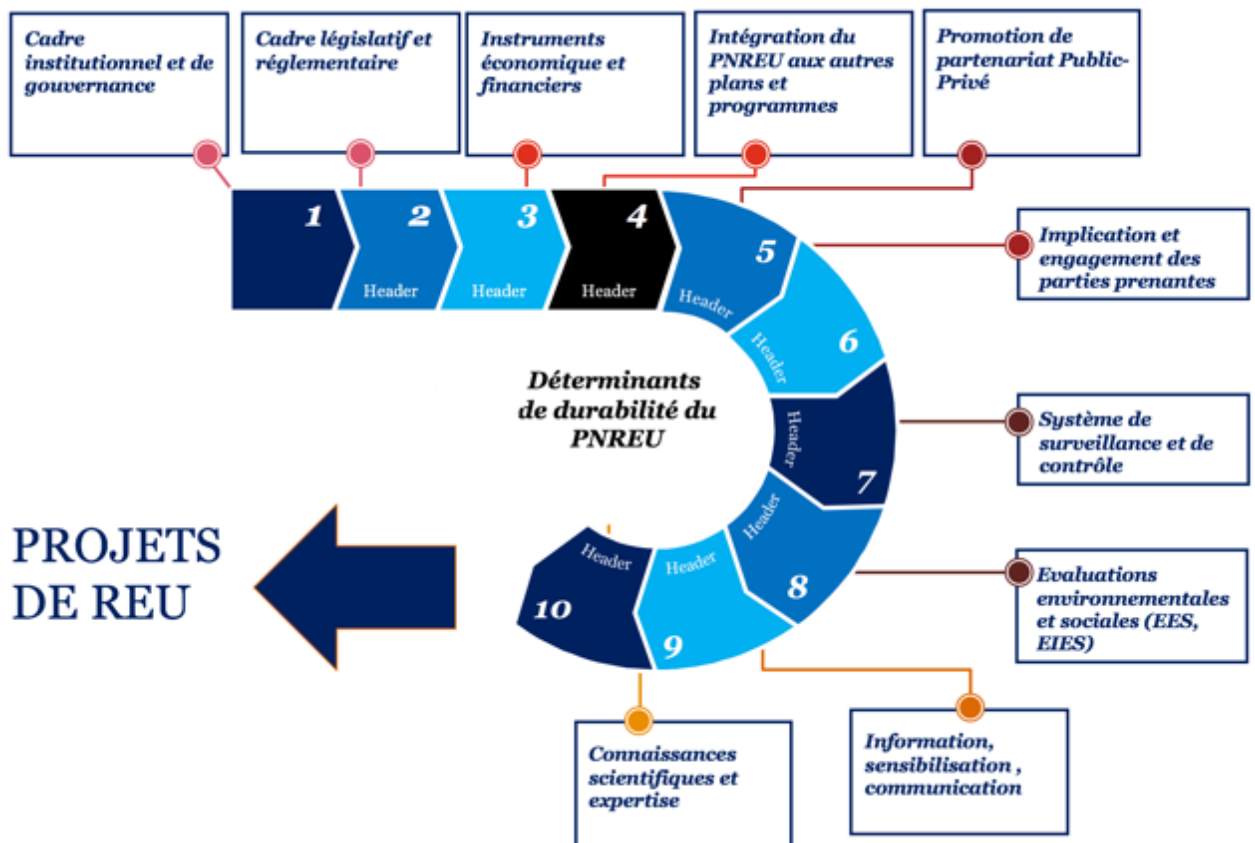 Cadre
institutionnel et de
gouvernance
Cadre législatif et
réglementaire
Instruments
économique et
financiers
Intégration du
PNREU aux autres
plans et
programmes
Promotion de
partenariat Public-
Privé
1
2
Header
3
Header
4
Header
5
Header
6
Header
7
Header
8
Header
9
Header
10
Header
Implication et
engagement des
parties prenantes
Système de
surveillance et de
contrôle
Evaluations
environnementales
et sociales (EES,
EIES)
Information,
sensibilisation ,
communication
Connaissances
scientifiques et
expertise
Déterminants
de durabilité du
PNREU
PROJETS
DE REU